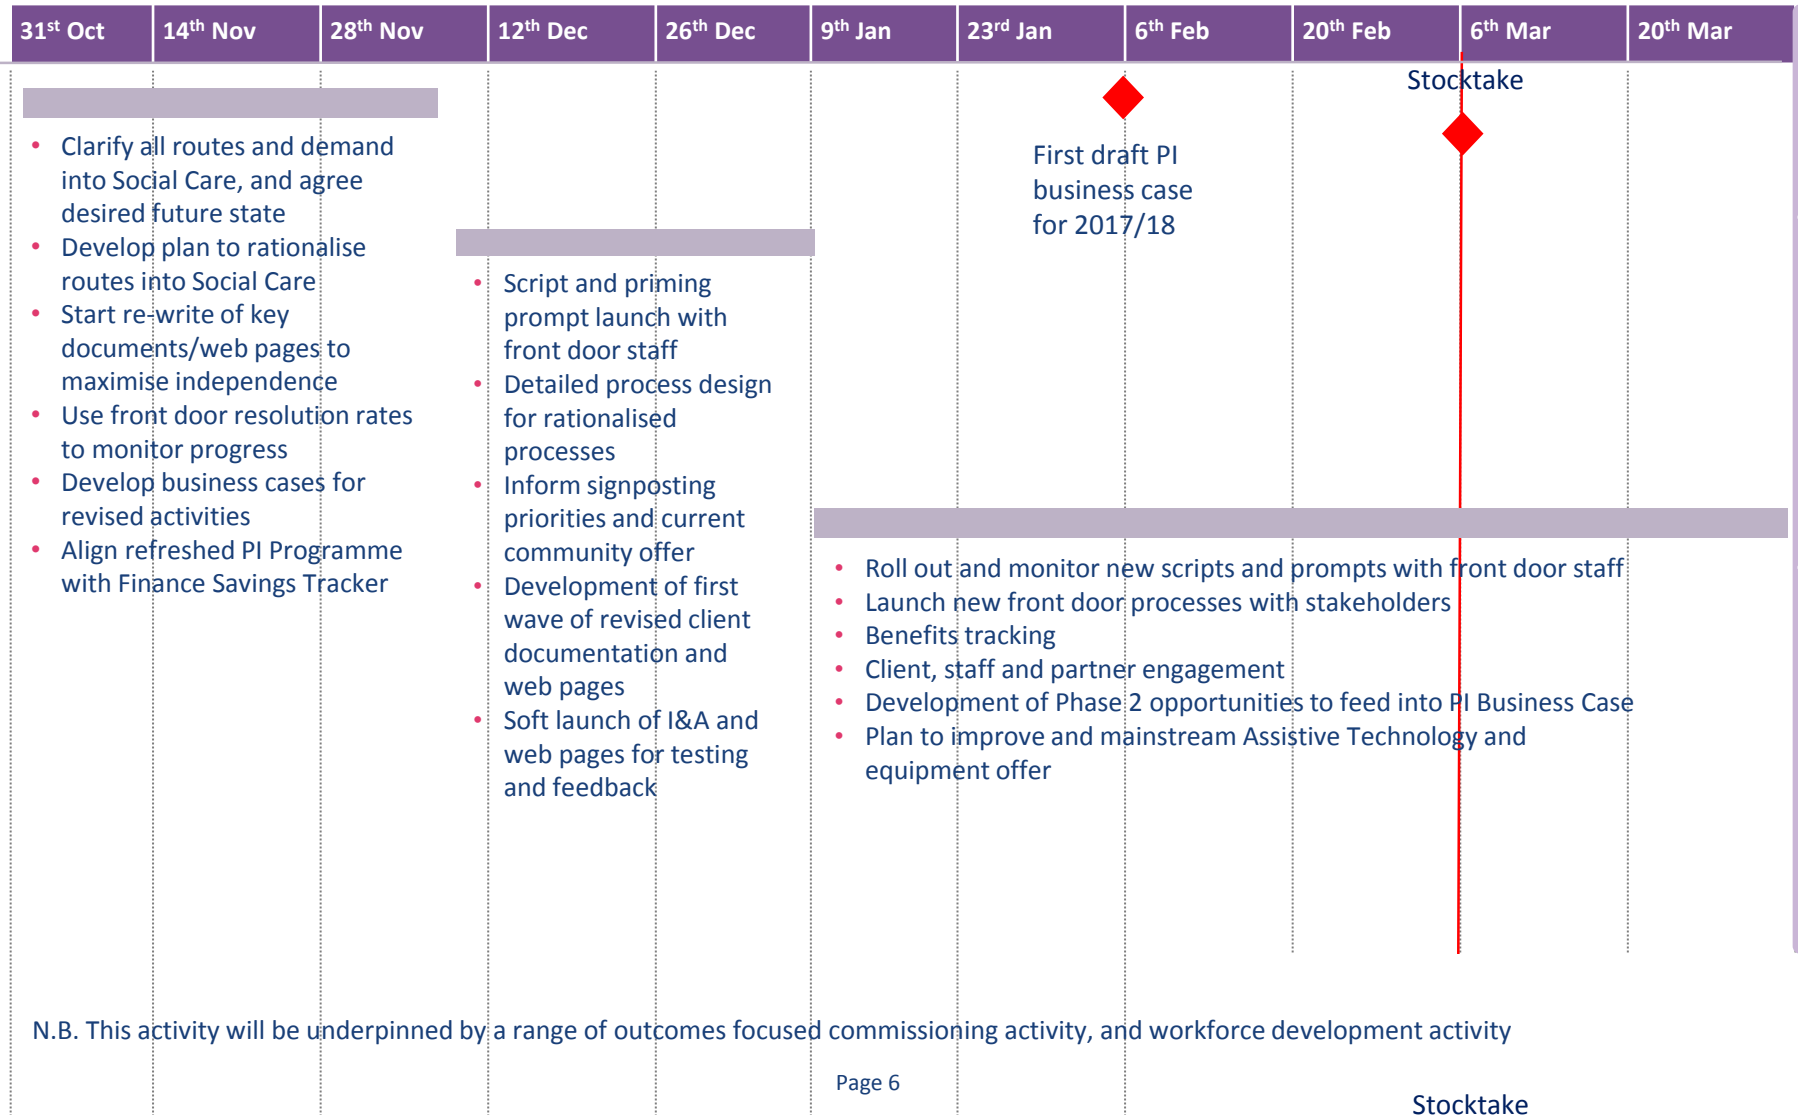 31st Oct
14th Nov
28th Nov
12th Dec
26th Dec
9th Jan
23rd Jan
6th Feb
20th Feb
6th Mar
20th Mar
Stocktake
• Clarify all routes and demand
into Social Care, and agree
desired future state
• Develop plan to rationalise
routes into Social Care
• Start re-write of key
documents/web pages to
maximise independence
• Use front door resolution rates
to monitor progress
• Develop business cases for
revised activities
• Align refreshed PI Programme
with Finance Savings Tracker
• Script and priming
prompt launch with
front door staff
• Detailed process design
for rationalised
processes
• Inform signposting
priorities and current
community offer
• Development of first
wave of revised client
documentation and
web pages
• Soft launch of I&A and
web pages for testing
and feedback
First draft PI
business case
for 2017/18
• Roll out and monitor new scripts and prompts with front door staff
• Launch new front door processes with stakeholders
• Benefits tracking
• Client, staff and partner engagement
• Development of Phase 2 opportunities to feed into PI Business Case
• Plan to improve and mainstream Assistive Technology and
equipment offer
N.B. This activity will be underpinned by a range of outcomes focused commissioning activity, and workforce development activity
Page 6
Stocktake